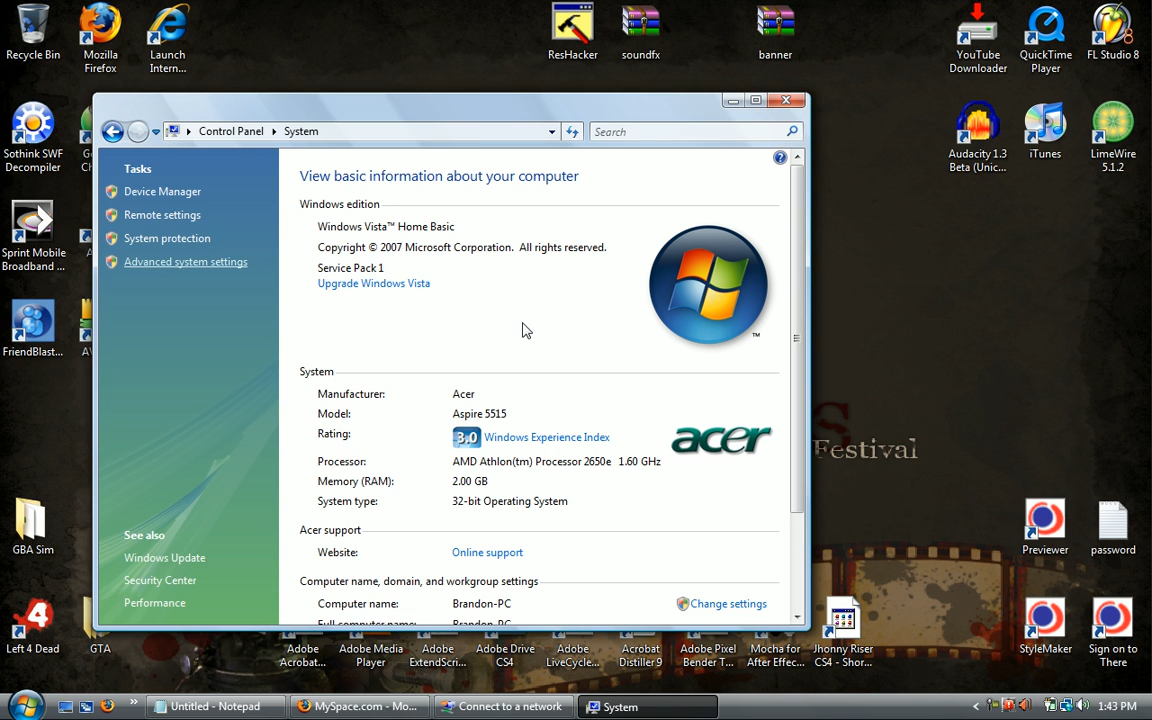 Recycle Bin
Mozilla
Firefox
Launch
Intern...
ResHacker
soundfx
banner
YouTube
Downloader
QuickTime
Player
FL Studio 8
Sothink SWF
Decompiler
Audacity 1.3
Beta (Unic...
iTunes
LimeWire
5.1.2
Sprint Mobile
Broadband ...
FriendBlast...
GBA Sim
Left 4 Dead
GTA
Control Panel
System
Search
Tasks
Device Manager
Remote settings
System protection
Advanced system settings
See also
Windows Update
Security Center
Performance
View basic information about your computer
Windows edition
Windows Vista™ Home Basic
Copyright © 2007 Microsoft Corporation. All rights reserved.
Service Pack 1
Upgrade Windows Vista
TM
System
Manufacturer: Acer
Model: Aspire 5515
Rating: 3.0 Windows Experience Index
acer
Processor: AMD Athlon(tm) Processor 2650e 1.60 GHz
Memory (RAM): 2.00 GB
System type: 32-bit Operating System
Acer support
Website: Online support
Computer name, domain, and workgroup settings
Computer name: Brandon-PC
Change settings
Full computer name: Brandon-PC
Festival
Previewer
password
Adobe
Acrobat...
Adobe Media
Player
Adobe
ExtendScri...
Adobe Drive
CS4
Adobe
LiveCycle...
Acrobat
Distiller 9
Adobe Pixel
Bender T...
Mocha for
After Effec...
Jhonny Riser
CS4 - Shor...
StyleMaker
Sign on to
There
Untitled - Notepad
MySpace.com - Mo...
Connect to a network
System
1:43 PM